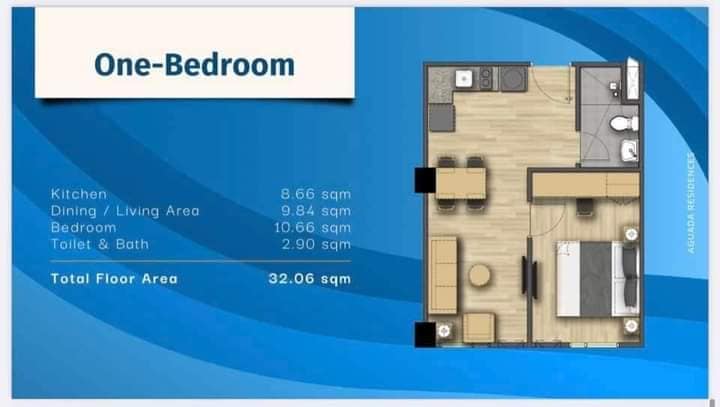 One-Bedroom
Kitchen 8.66 sqm
Dining / Living Area 9.84 sqm
Bedroom 10.66 sqm
Toilet & Bath 2.90 sqm
Total Floor Area 32.06 sqm
AGUADA RESIDENCES